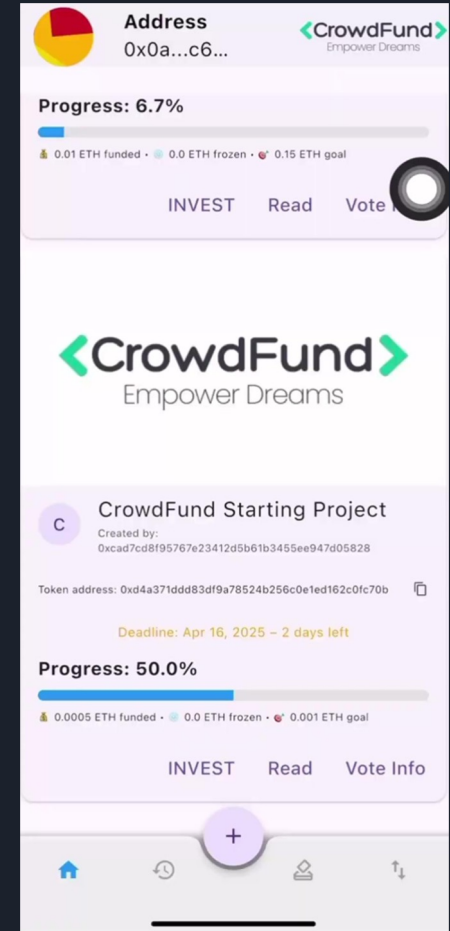 Address
0x0a...c6...
<CrowdFund>
Empower Dreams
Progress: 6.7%
0.01 ETH funded • 0.0 ETH frozen • 0.15 ETH goal
INVEST Read Vote
<CrowdFund>
Empower Dreams
C
CrowdFund Starting Project
Created by:
0xcad7cd8f95767e23412d5b61b3455ee947d05828
Token address: 0xd4a371ddd83df9a78524b256c0e1ed162c0fc70b
Deadline: Apr 16, 2025 – 2 days left
Progress: 50.0%
0.0005 ETH funded • 0.0 ETH frozen • 0.001 ETH goal
INVEST Read Vote Info
+